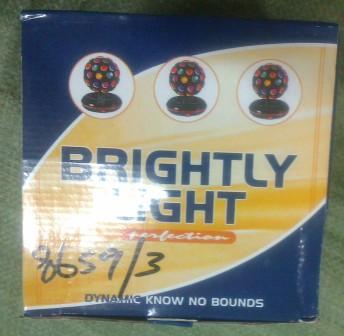 BRIGHTLY
LIGHT
perfection
8659/3
DYNAMIC KNOW NO BOUNDS